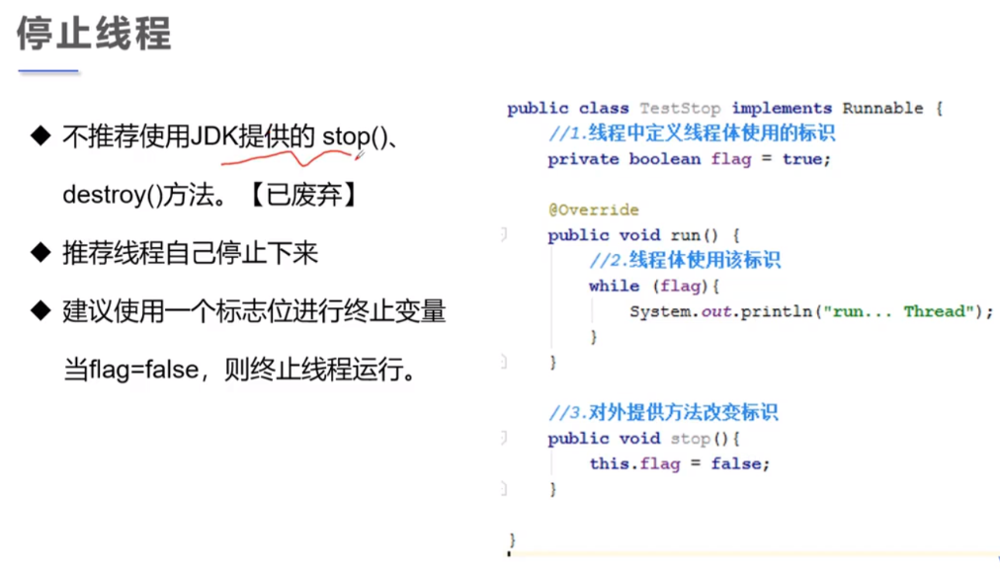 停止线程
◆ 不推荐使用JDK提供的 stop()、
destroy()方法。【已废弃】
◆ 推荐线程自己停止下来
◆ 建议使用一个标志位进行终止变量
当flag=false，则终止线程运行。
public class TestStop implements Runnable {
//1.线程中定义线程体使用的标识
private boolean flag = true;
@Override
public void run() {
//2.线程体使用该标识
while (flag){
System.out.println("run... Thread");
}
}
//3.对外提供方法改变标识
public void stop(){
this.flag = false;
}
}